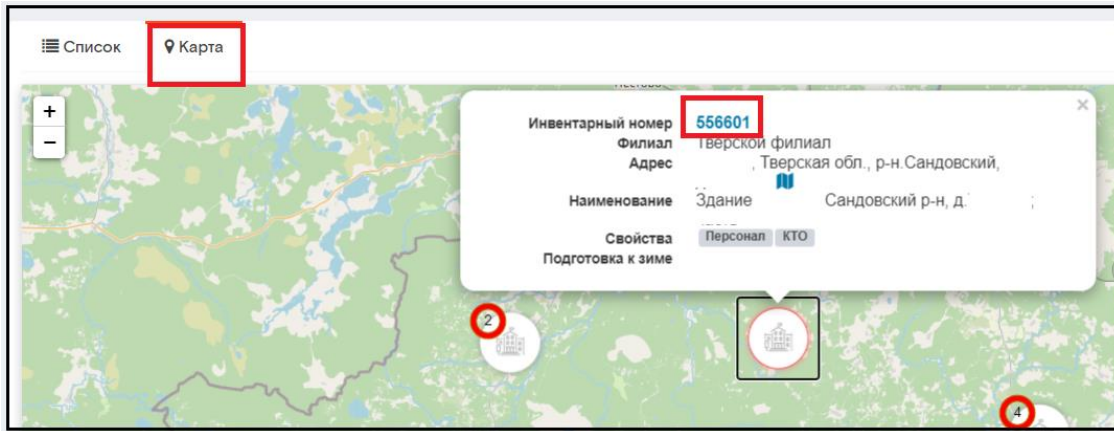 Список Карта
+
−
Инвентарный номер 556601
Филиал Тверской филиал
Адрес , Тверская обл., р-н.Сандовский,
Наименование Здание Сандовский р-н, д. ;
Свойства Персонал КТО
Подготовка к зиме
2
4